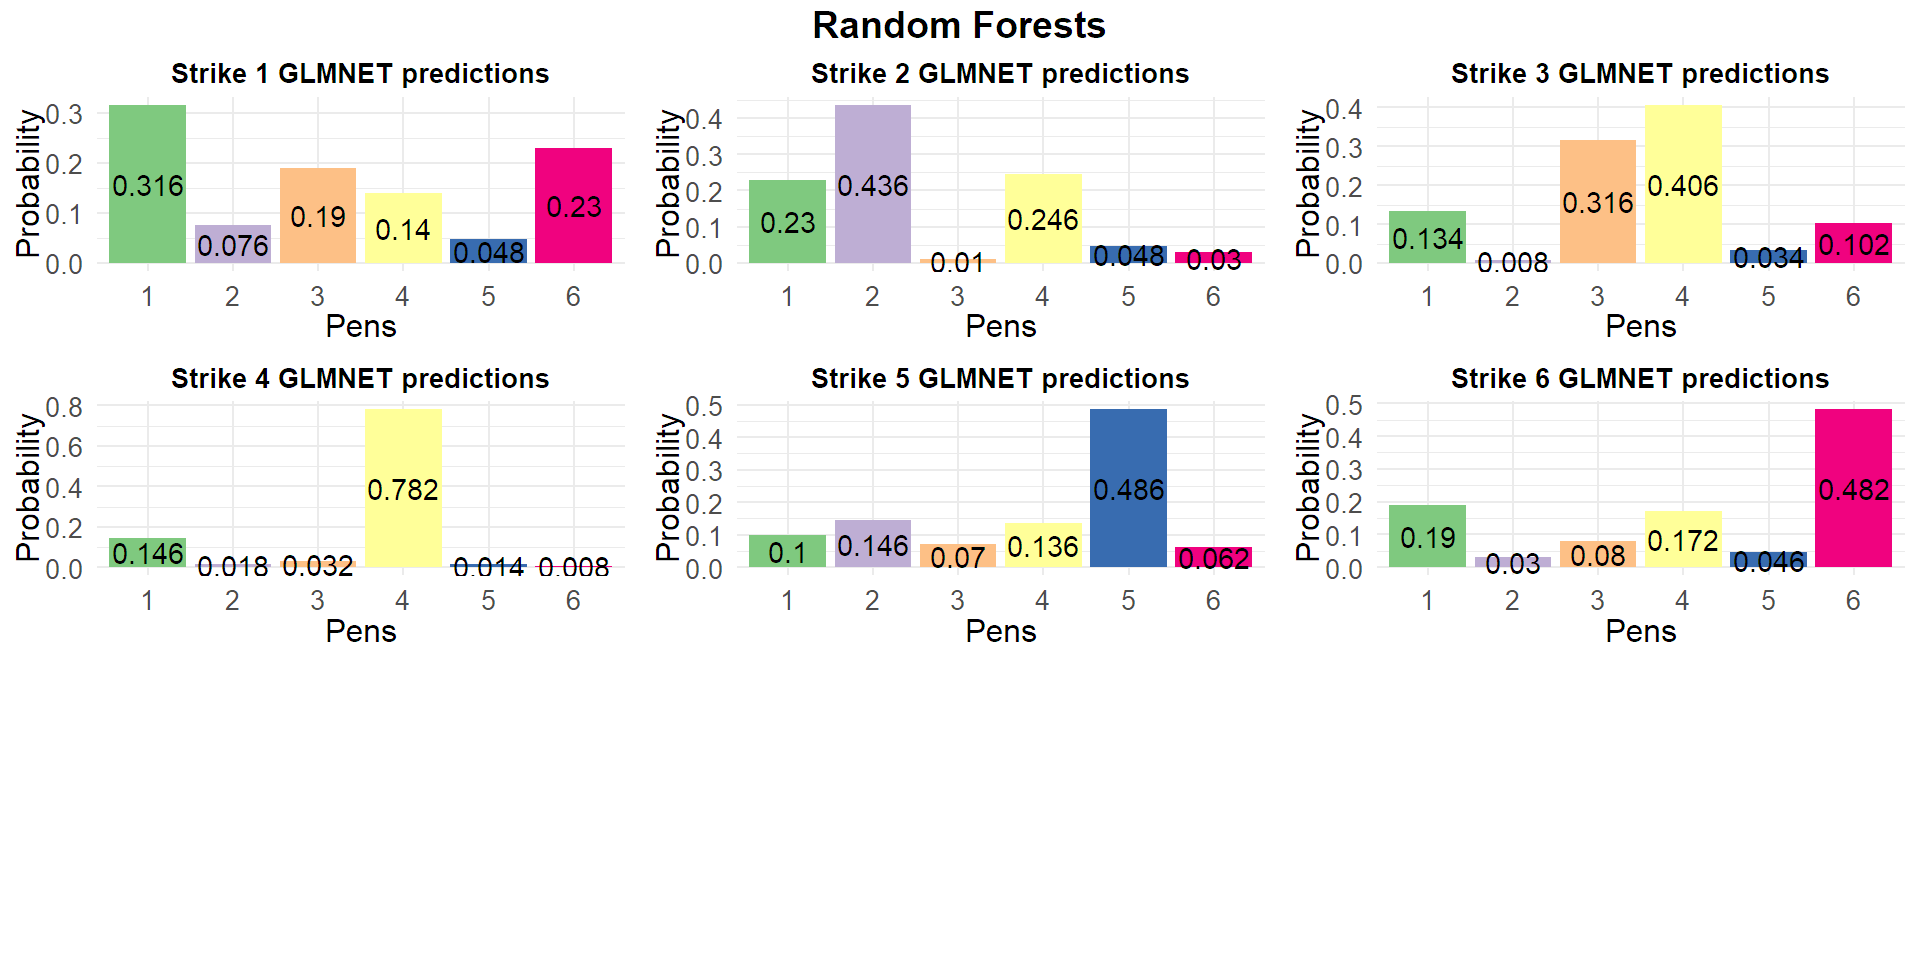 Random Forests
Strike 1 GLMNET predictions
Probability
0.3
0.2
0.1
0.0
0.316
0.076
0.19
0.14
0.048
0.23
1 2 3 4 5 6
Pens
Strike 2 GLMNET predictions
Probability
0.4
0.3
0.2
0.1
0.0
0.23
0.436
0.01
0.246
0.048
0.03
1 2 3 4 5 6
Pens
Strike 3 GLMNET predictions
Probability
0.4
0.3
0.2
0.1
0.0
0.134
0.008
0.316
0.406
0.034
0.102
1 2 3 4 5 6
Pens
Strike 4 GLMNET predictions
Probability
0.8
0.6
0.4
0.2
0.0
0.146
0.018
0.032
0.782
0.014
0.008
1 2 3 4 5 6
Pens
Strike 5 GLMNET predictions
Probability
0.5
0.4
0.3
0.2
0.1
0.0
0.1
0.146
0.07
0.136
0.486
0.062
1 2 3 4 5 6
Pens
Strike 6 GLMNET predictions
Probability
0.5
0.4
0.3
0.2
0.1
0.0
0.19
0.03
0.08
0.172
0.046
0.482
1 2 3 4 5 6
Pens